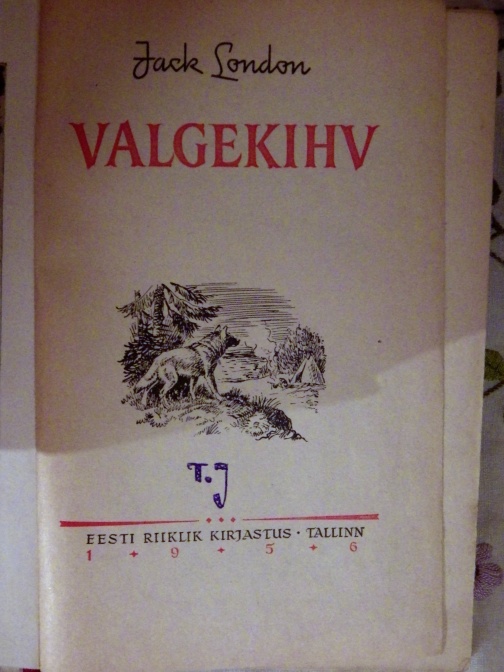 Jack London
VALGEKIHV
T.J
EESTI RIIKLIK KIRJASTUS · TALLINN
1 ✦ 9 ✦ 5 ✦ 6